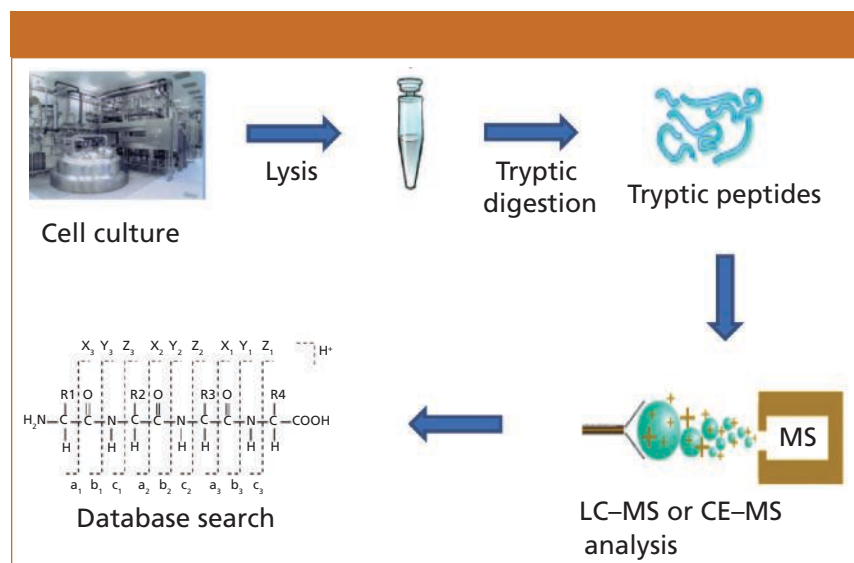 Lysis
Tryptic
digestion
Tryptic peptides
Cell culture
X₃ Y₃ Z₃ X₂ Y₂ Z₂ X₁ Y₁ Z₁ H⁺
R1 O R2 O R3 O R4
H₂N—C—C—N—C—C—N—C—C—N—C—COOH
H H H H H H H
a₁ b₁ c₁ a₂ b₂ c₂ a₃ b₃ c₃
Database search
MS
LC–MS or CE–MS
analysis